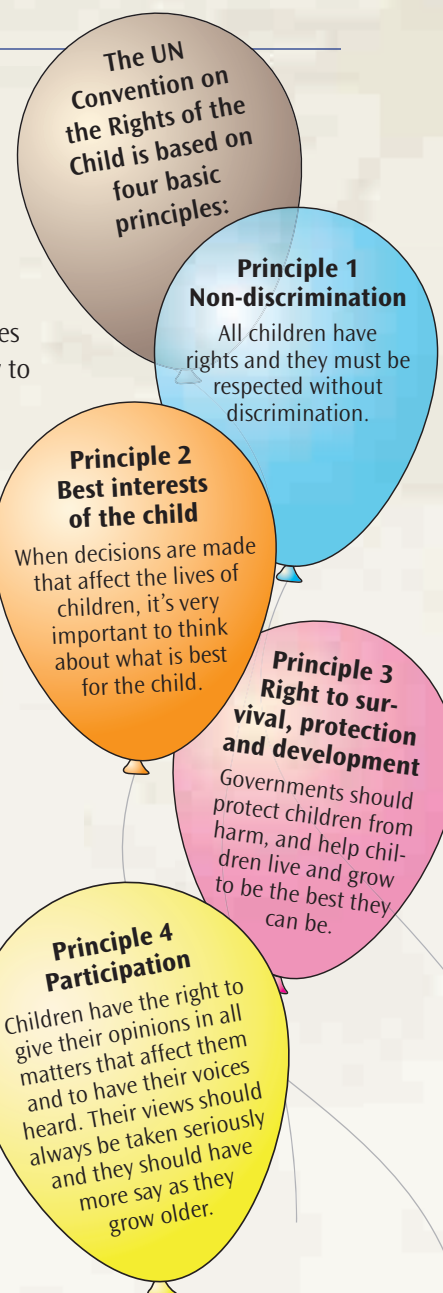 The UN
Convention on
the Rights of the
Child is based on
four basic
principles:
Principle 1
Non-discrimination
All children have
rights and they must be
respected without
discrimination.
Principle 2
Best interests
of the child
When decisions are made
that affect the lives of
children, it's very
important to think
about what is best
for the child.
Principle 3
Right to sur-
vival, protection
and development
Governments should
protect children from
harm, and help chil-
dren live and grow
to be the best they
can be.
Principle 4
Participation
Children have the right to
give their opinions in all
matters that affect them
and to have their voices
heard. Their views should
always be taken seriously
and they should have
more say as they
grow older.